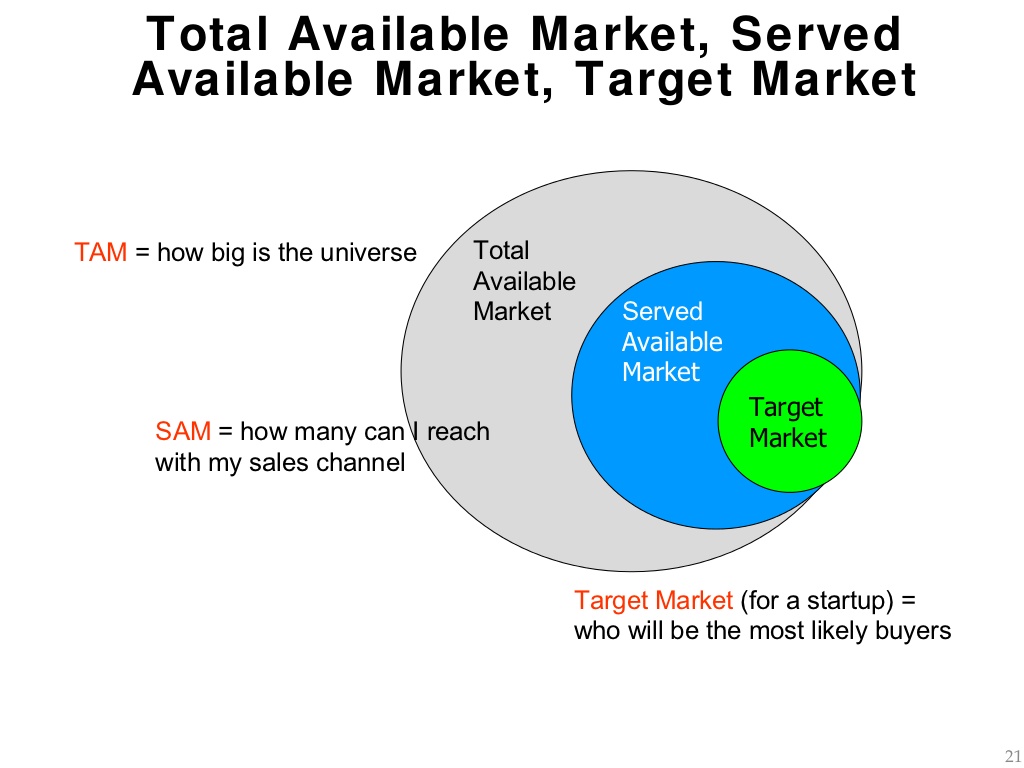 Total Available Market, Served
Available Market, Target Market
TAM = how big is the universe
Total
Available
Market
Served
Available
Market
Target
Market
SAM = how many can I reach
with my sales channel
Target Market (for a startup) =
who will be the most likely buyers
21